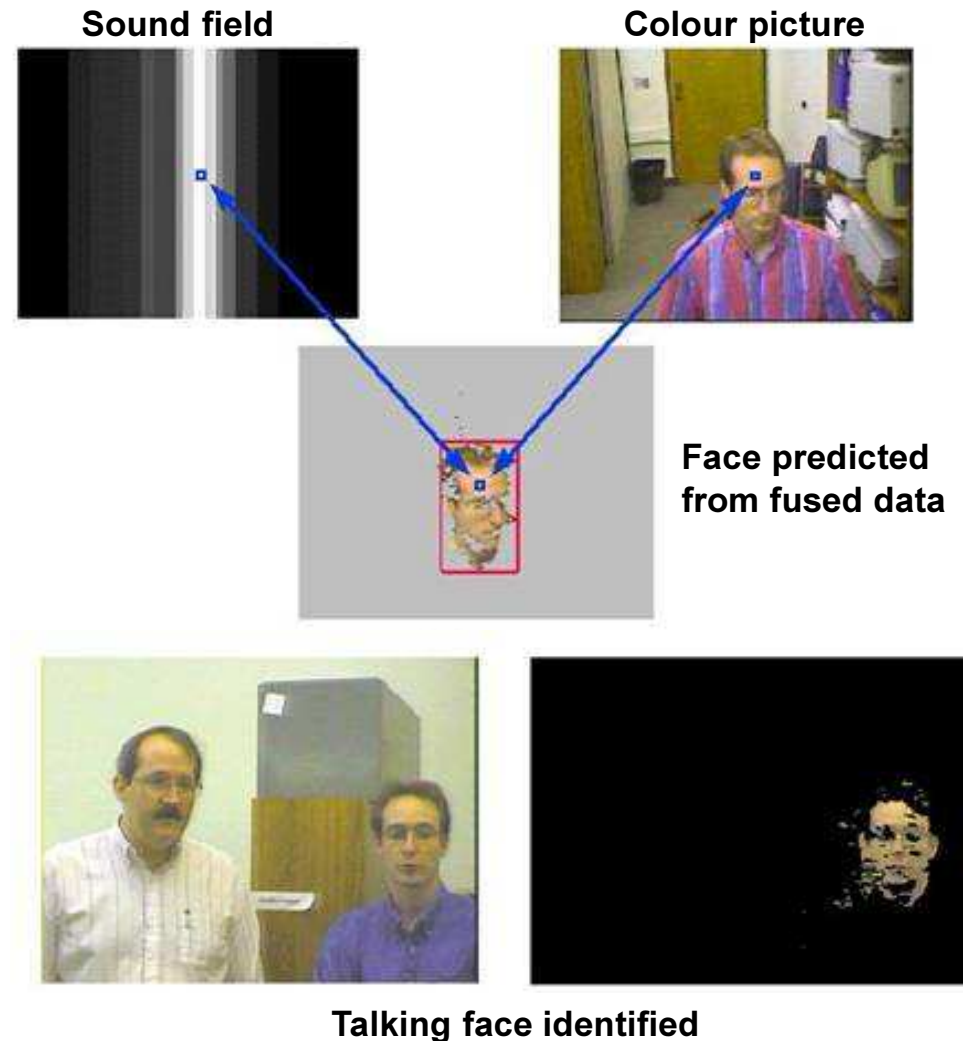 Sound field
Colour picture
Face predicted
from fused data
Talking face identified